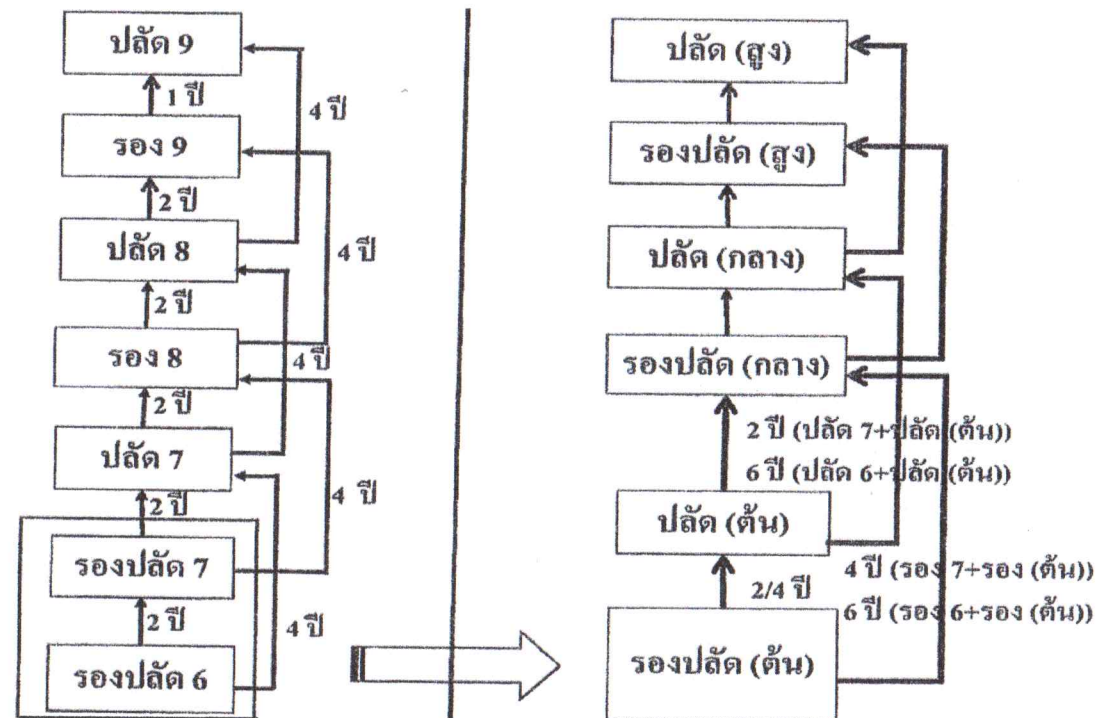 ปลัด 9
1 ปี
4 ปี
รอง 9
2 ปี
ปลัด 8
4 ปี
2 ปี
รอง 8
4 ปี
2 ปี
ปลัด 7
2 ปี
4 ปี
รองปลัด 7
2 ปี
4 ปี
รองปลัด 6
ปลัด (สูง)
รองปลัด (สูง)
ปลัด (กลาง)
รองปลัด (กลาง)
2 ปี (ปลัด 7+ปลัด (ต้น))
6 ปี (ปลัด 6+ปลัด (ต้น))
ปลัด (ต้น)
2/4 ปี
4 ปี (รอง 7+รอง (ต้น))
6 ปี (รอง 6+รอง (ต้น))
รองปลัด (ต้น)